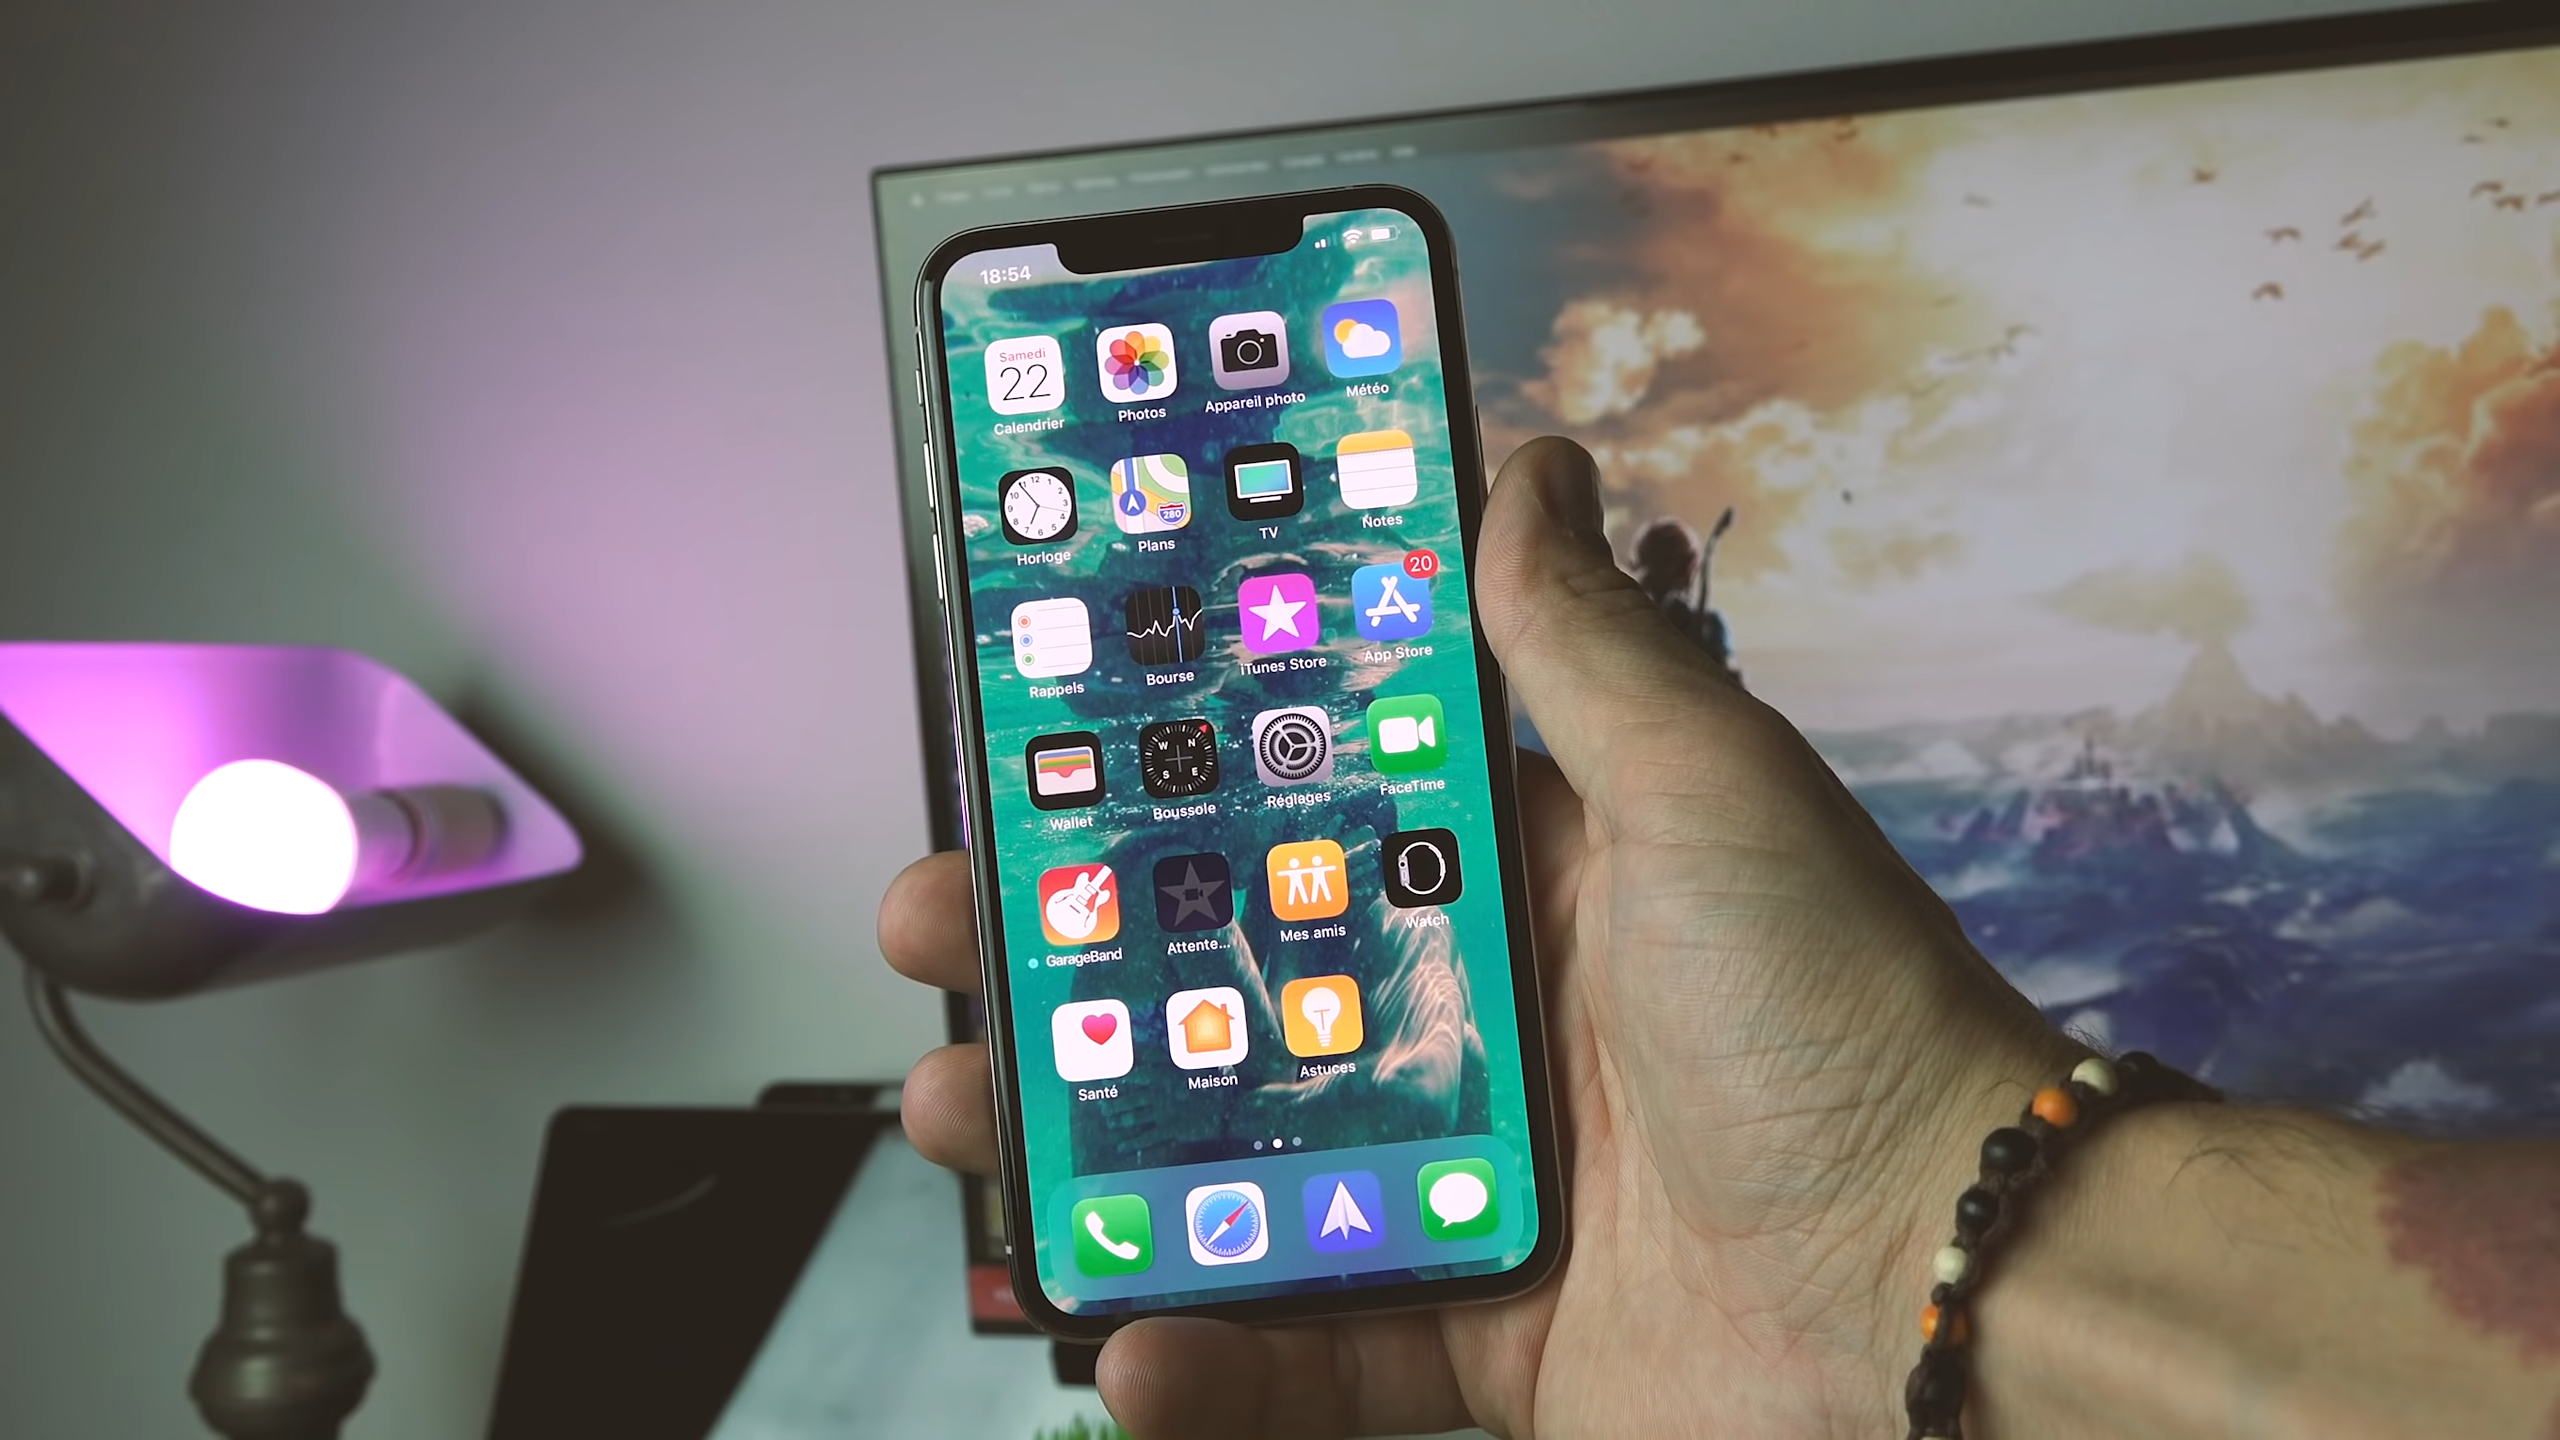 18:54
Samedi
22
Calendrier
Photos
Appareil photo
Météo
Horloge
Plans
280
TV
Notes
Rappels
Bourse
iTunes Store
20
App Store
Wallet
W N
S E
Boussole
Réglages
FaceTime
GarageBand
Attente...
Mes amis
Watch
Santé
Maison
Astuces